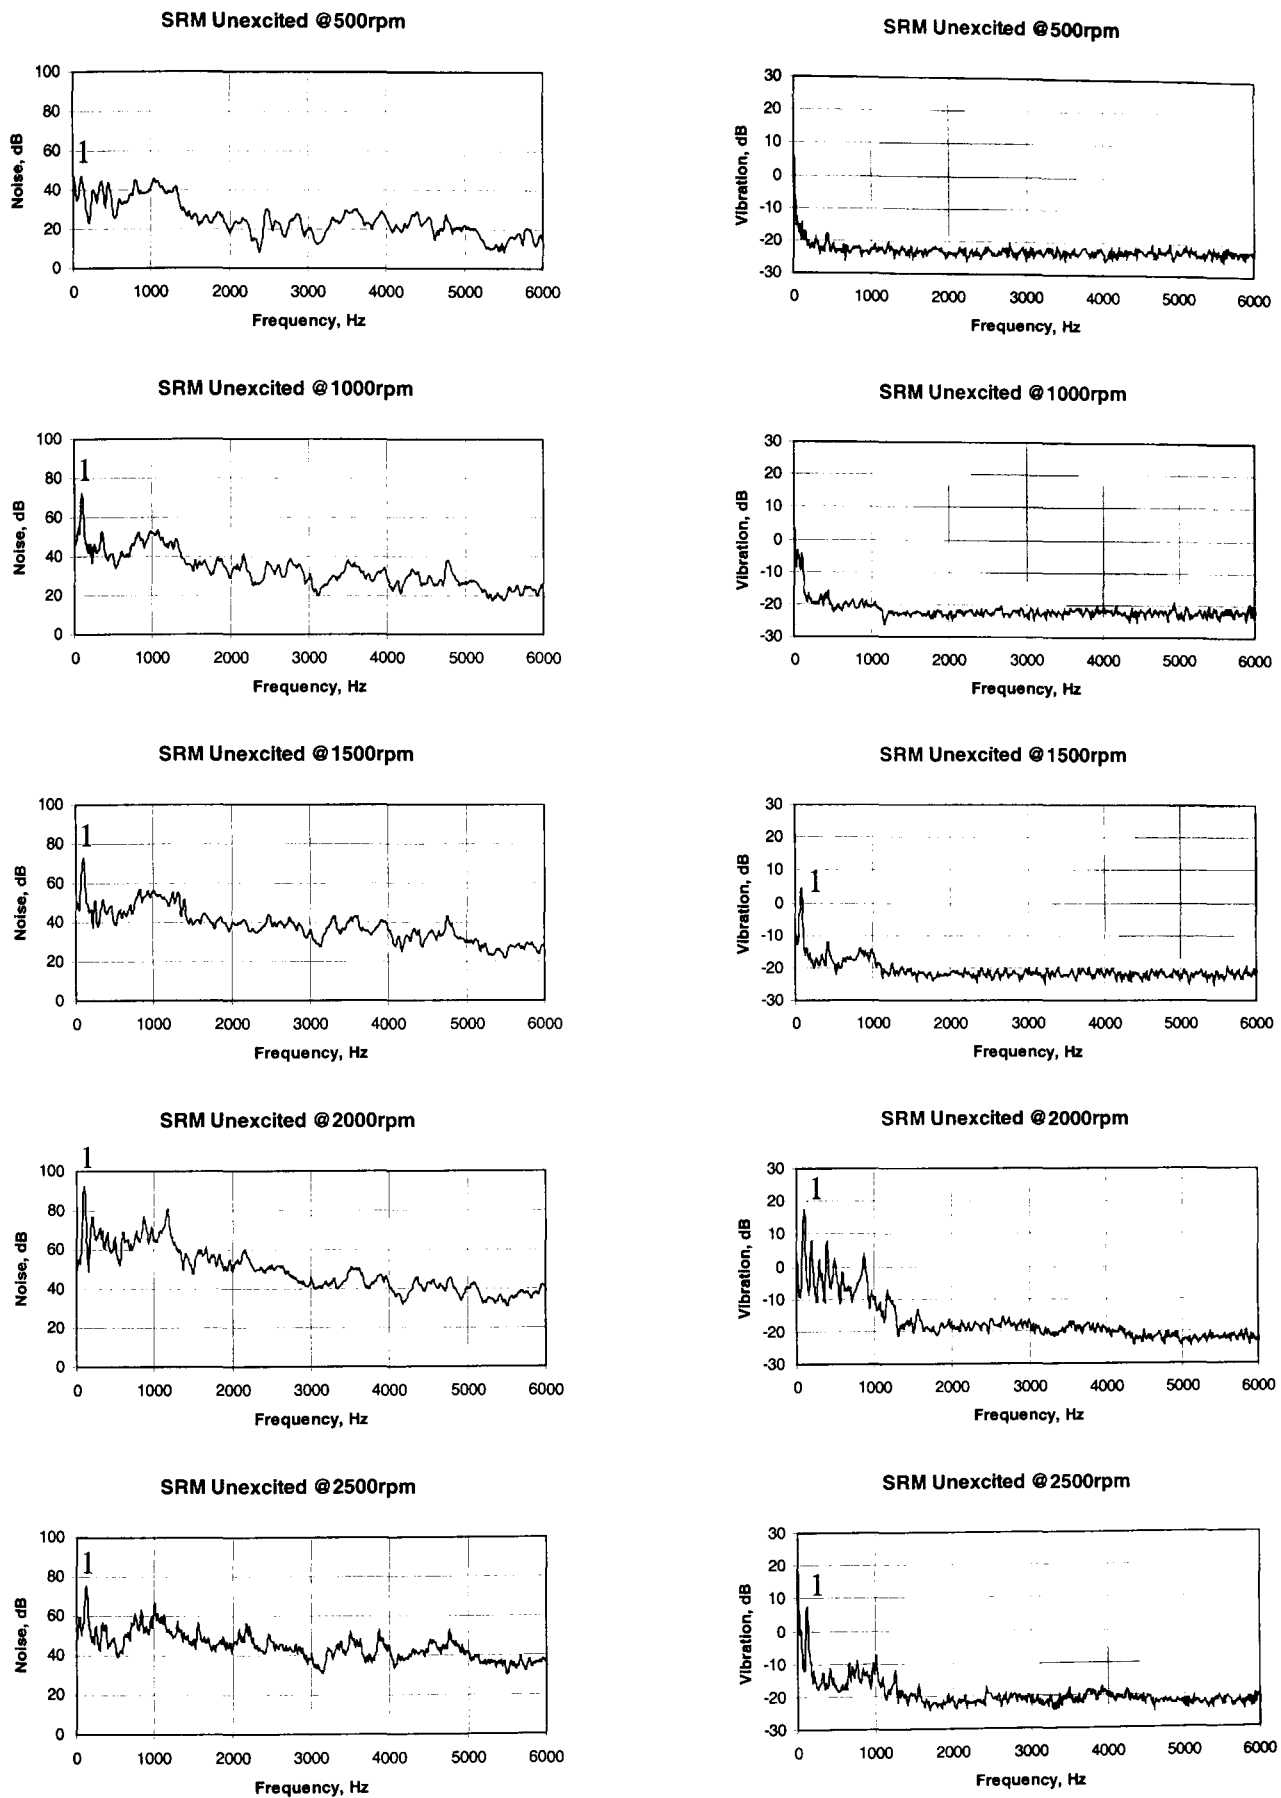 SRM Unexcited @500rpm
100
80
60
40
20
0
1
Noise, dB
0 1000 2000 3000 4000 5000 6000
Frequency, Hz
SRM Unexcited @500rpm
30
20
10
0
-10
-20
-30
Vibration, dB
0 1000 2000 3000 4000 5000 6000
Frequency, Hz
SRM Unexcited @1000rpm
100
80
60
40
20
0
1
Noise, dB
0 1000 2000 3000 4000 5000 6000
Frequency, Hz
SRM Unexcited @1000rpm
30
20
10
0
-10
-20
-30
Vibration, dB
0 1000 2000 3000 4000 5000 6000
Frequency, Hz
SRM Unexcited @1500rpm
100
80
60
40
20
0
1
Noise, dB
0 1000 2000 3000 4000 5000 6000
Frequency, Hz
SRM Unexcited @1500rpm
30
20
10
0
-10
-20
-30
1
Vibration, dB
0 1000 2000 3000 4000 5000 6000
Frequency, Hz
SRM Unexcited @2000rpm
1
100
80
60
40
20
0
Noise, dB
0 1000 2000 3000 4000 5000 6000
Frequency, Hz
SRM Unexcited @2000rpm
30
20
10
0
-10
-20
-30
1
Vibration, dB
0 1000 2000 3000 4000 5000 6000
Frequency, Hz
SRM Unexcited @2500rpm
100
80
60
40
20
0
1
Noise, dB
0 1000 2000 3000 4000 5000 6000
Frequency, Hz
SRM Unexcited @2500rpm
30
20
10
0
-10
-20
-30
1
Vibration, dB
0 1000 2000 3000 4000 5000 6000
Frequency, Hz